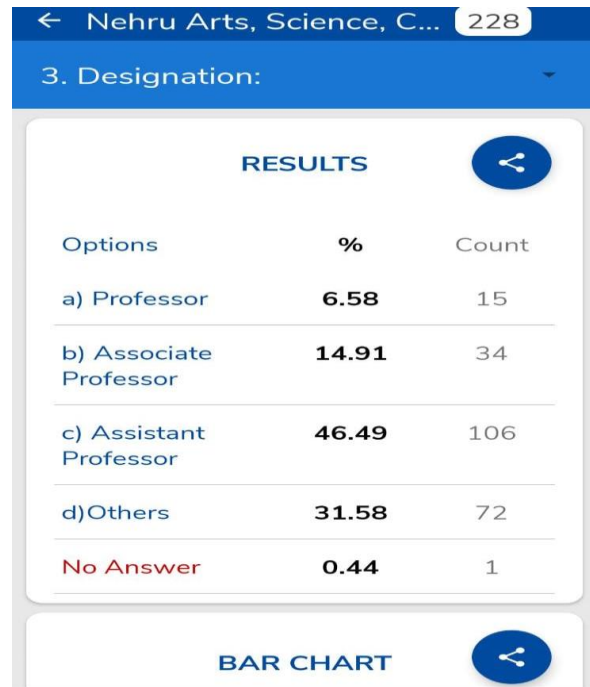 ← Nehru Arts, Science, C... 228
3. Designation:
RESULTS
Options % Count
a) Professor 6.58 15
b) Associate
Professor 14.91 34
c) Assistant
Professor 46.49 106
d)Others 31.58 72
No Answer 0.44 1
BAR CHART